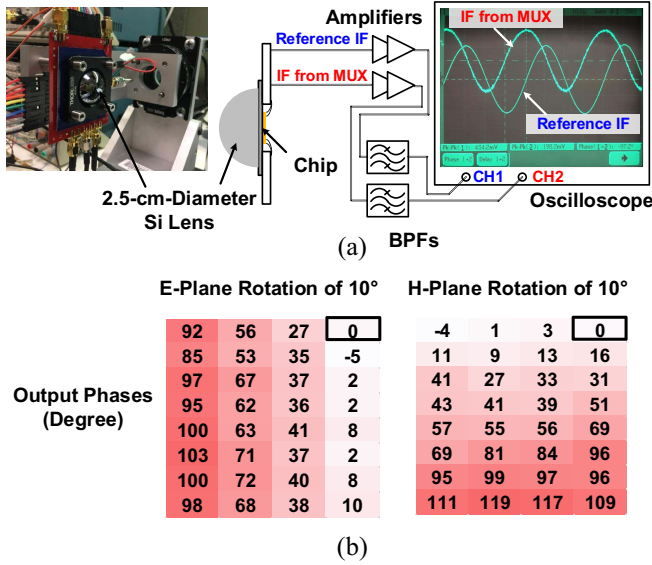 Amplifiers
Reference IF
IF from MUX
IF from MUX
Reference IF
Chip
2.5-cm-Diameter
Si Lens
CH1
CH2
Oscilloscope
BPFs
(a)
E-Plane Rotation of 10°
H-Plane Rotation of 10°
Output Phases
(Degree)
92 56 27 0
85 53 35 -5
97 67 37 2
95 62 36 2
100 63 41 8
103 71 37 2
100 72 40 8
98 68 38 10
-4 1 3 0
11 9 13 16
41 27 33 31
43 41 39 51
57 55 56 69
69 81 84 96
95 99 97 96
111 119 117 109
(b)